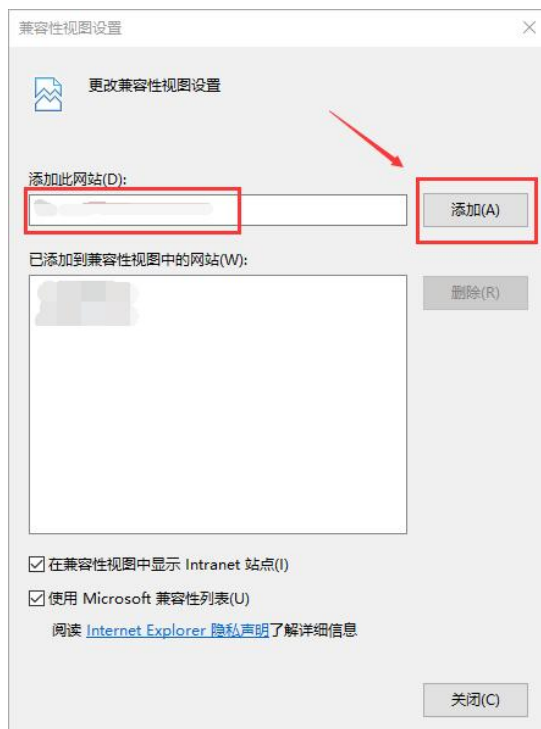 兼容性视图设置
更改兼容性视图设置
添加此网站(D):
添加(A)
已添加到兼容性视图中的网站(W):
删除(R)
在兼容性视图中显示 Intranet 站点(I)
使用 Microsoft 兼容性列表(U)
阅读 Internet Explorer 隐私声明了解详细信息
关闭(C)